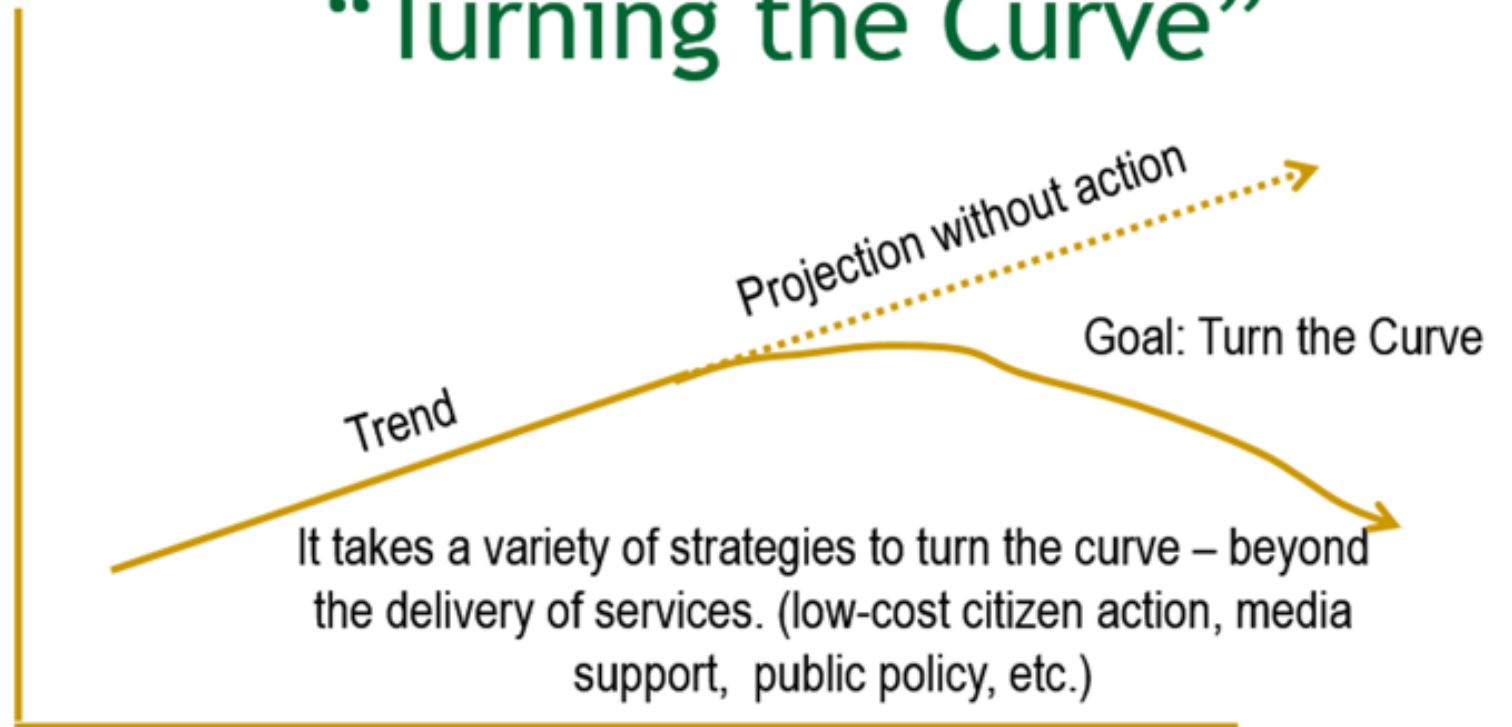 “Turning the Curve”
Projection without action
Goal: Turn the Curve
Trend
It takes a variety of strategies to turn the curve – beyond
the delivery of services. (low-cost citizen action, media
support,  public policy, etc.)